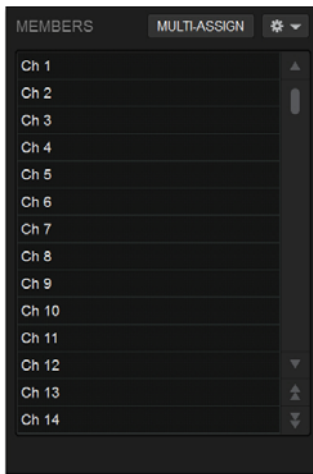 MEMBERS MULTI-ASSIGN
Ch 1
Ch 2
Ch 3
Ch 4
Ch 5
Ch 6
Ch 7
Ch 8
Ch 9
Ch 10
Ch 11
Ch 12
Ch 13
Ch 14